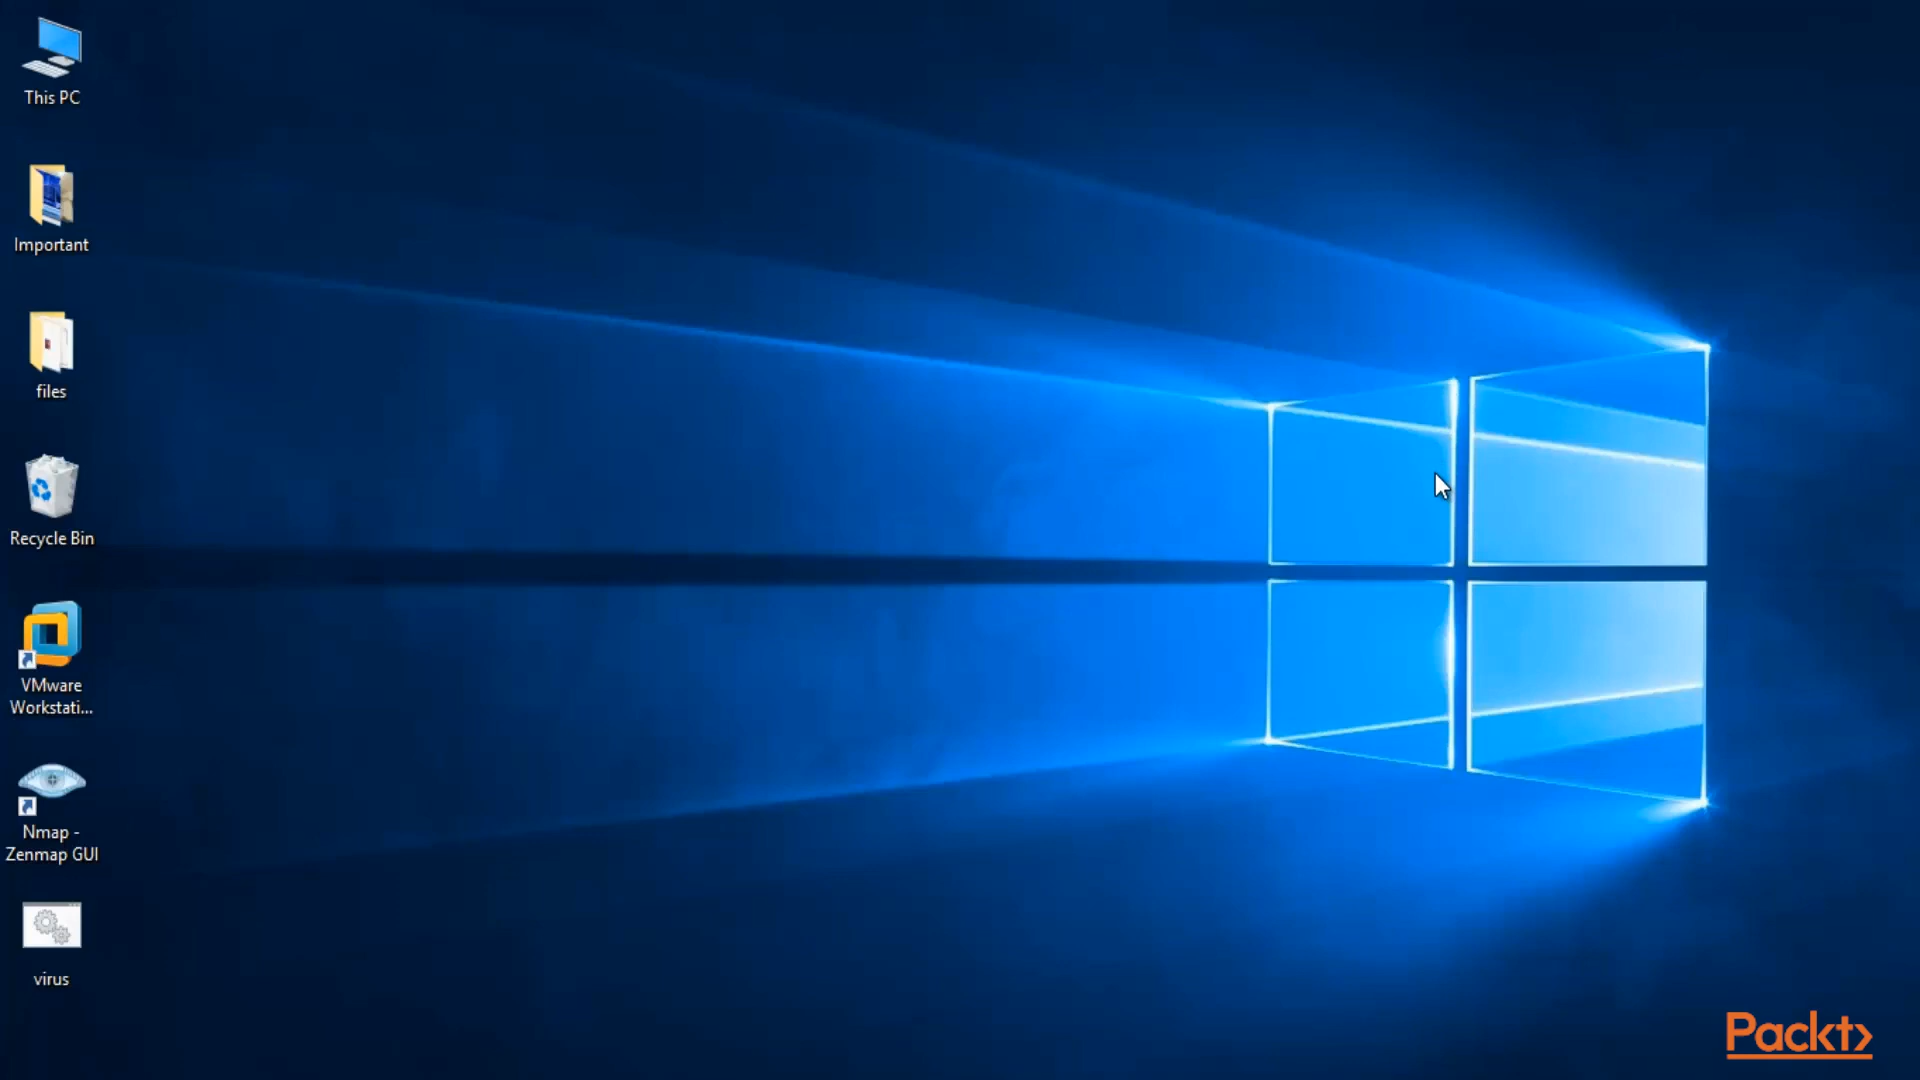 This PC
Important
files
Recycle Bin
VMware
Workstati...
Nmap -
Zenmap GUI
virus
Packt>